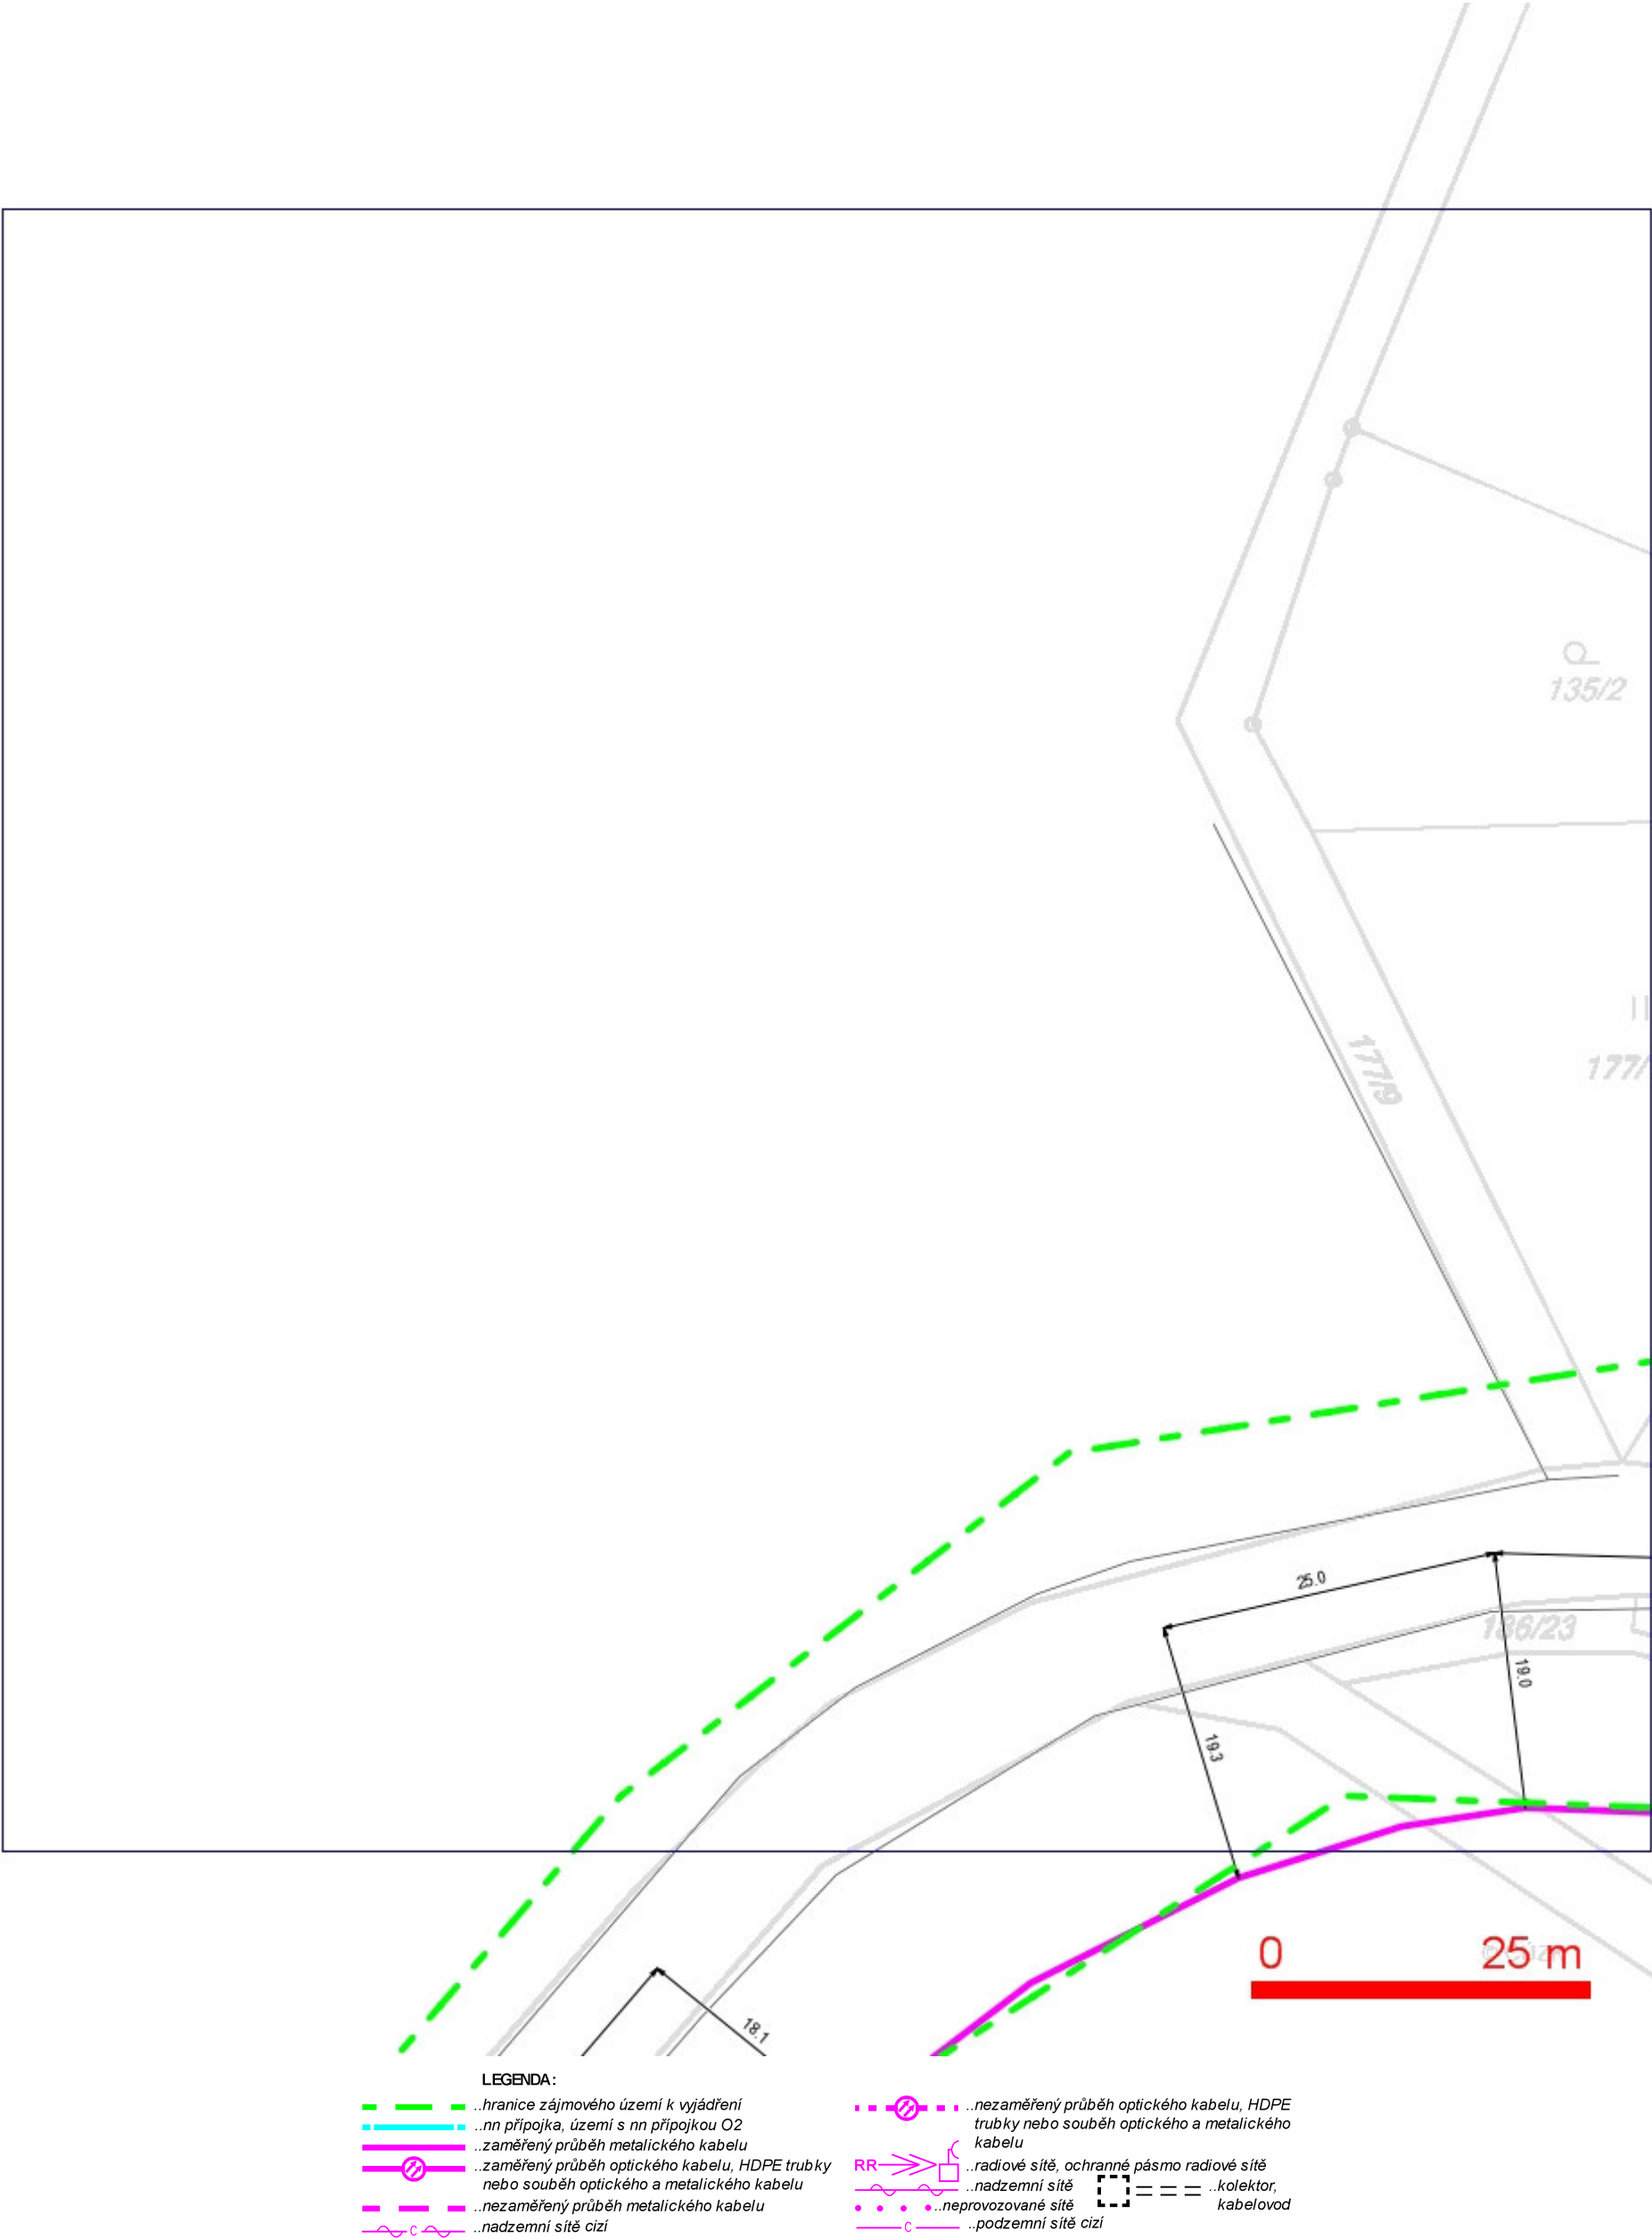 135/2
177/
177/9
25.0
186/23
19.0
19.3
0 25 m
18.1
LEGENDA:
..hranice zájmového území k vyjádření
..nn přípojka, území s nn přípojkou O2
..zaměřený průběh metalického kabelu
..zaměřený průběh optického kabelu, HDPE trubky
nebo souběh optického a metalického kabelu
..nezaměřený průběh metalického kabelu
C ..nadzemní sítě cizí
..nezaměřený průběh optického kabelu, HDPE
trubky nebo souběh optického a metalického
kabelu
RR ..radiové sítě, ochranné pásmo radiové sítě
..nadzemní sítě
..kolektor,
kabelovod
..neprovozované sítě
C ..podzemní sítě cizí